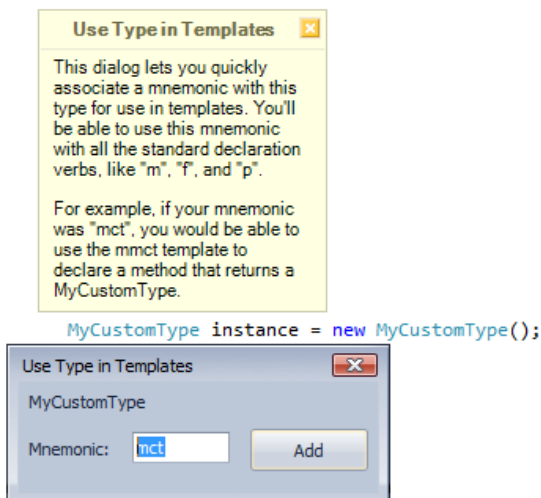 Use Type in Templates
This dialog lets you quickly
associate a mnemonic with this
type for use in templates. You'll
be able to use this mnemonic
with all the standard declaration
verbs, like "m", "f", and "p".
For example, if your mnemonic
was "mct", you would be able to
use the mmct template to
declare a method that returns a
MyCustomType.
MyCustomType instance = new MyCustomType();
Use Type in Templates
MyCustomType
Mnemonic: mct Add